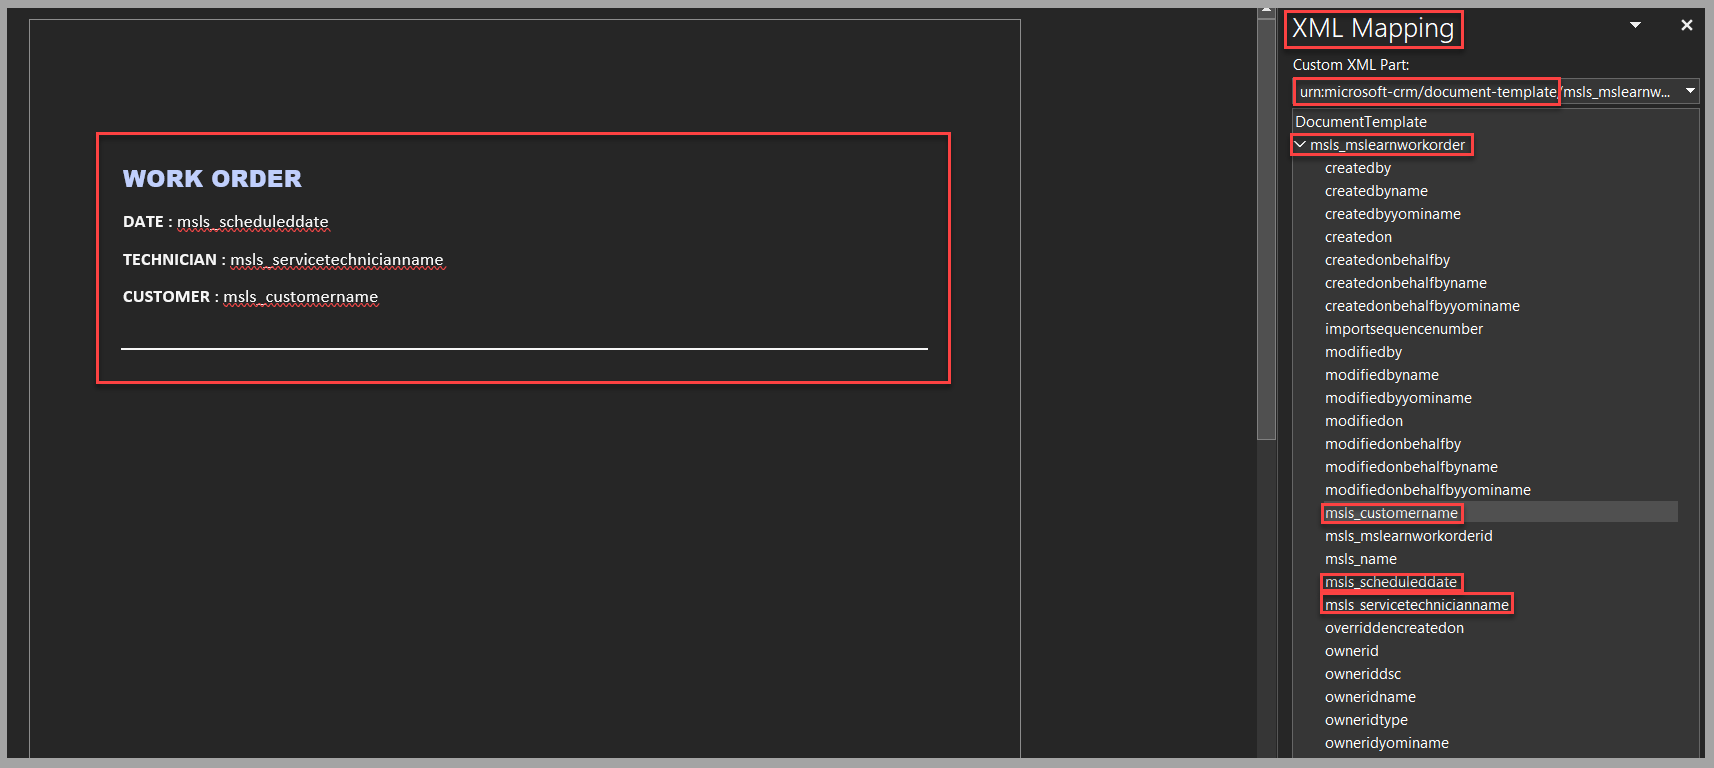 WORK ORDER
DATE : msls_scheduleddate
TECHNICIAN : msls_servicetechnicianname
CUSTOMER : msls_customername
XML Mapping
Custom XML Part:
urn:microsoft-crm/document-template/msls_mslearnw...
DocumentTemplate
msls_mslearnworkorder
createdby
createdbyname
createdbyyominame
createdon
createdonbehalfby
createdonbehalfbyname
createdonbehalfbyyominame
importsequencenumber
modifiedby
modifiedbyname
modifiedbyyominame
modifiedon
modifiedonbehalfby
modifiedonbehalfbyname
modifiedonbehalfbyyominame
msls_customername
msls_mslearnworkorderid
msls_name
msls_scheduleddate
msls_servicetechnicianname
overriddencreatedon
ownerid
owneriddsc
owneridname
owneridtype
owneridyominame